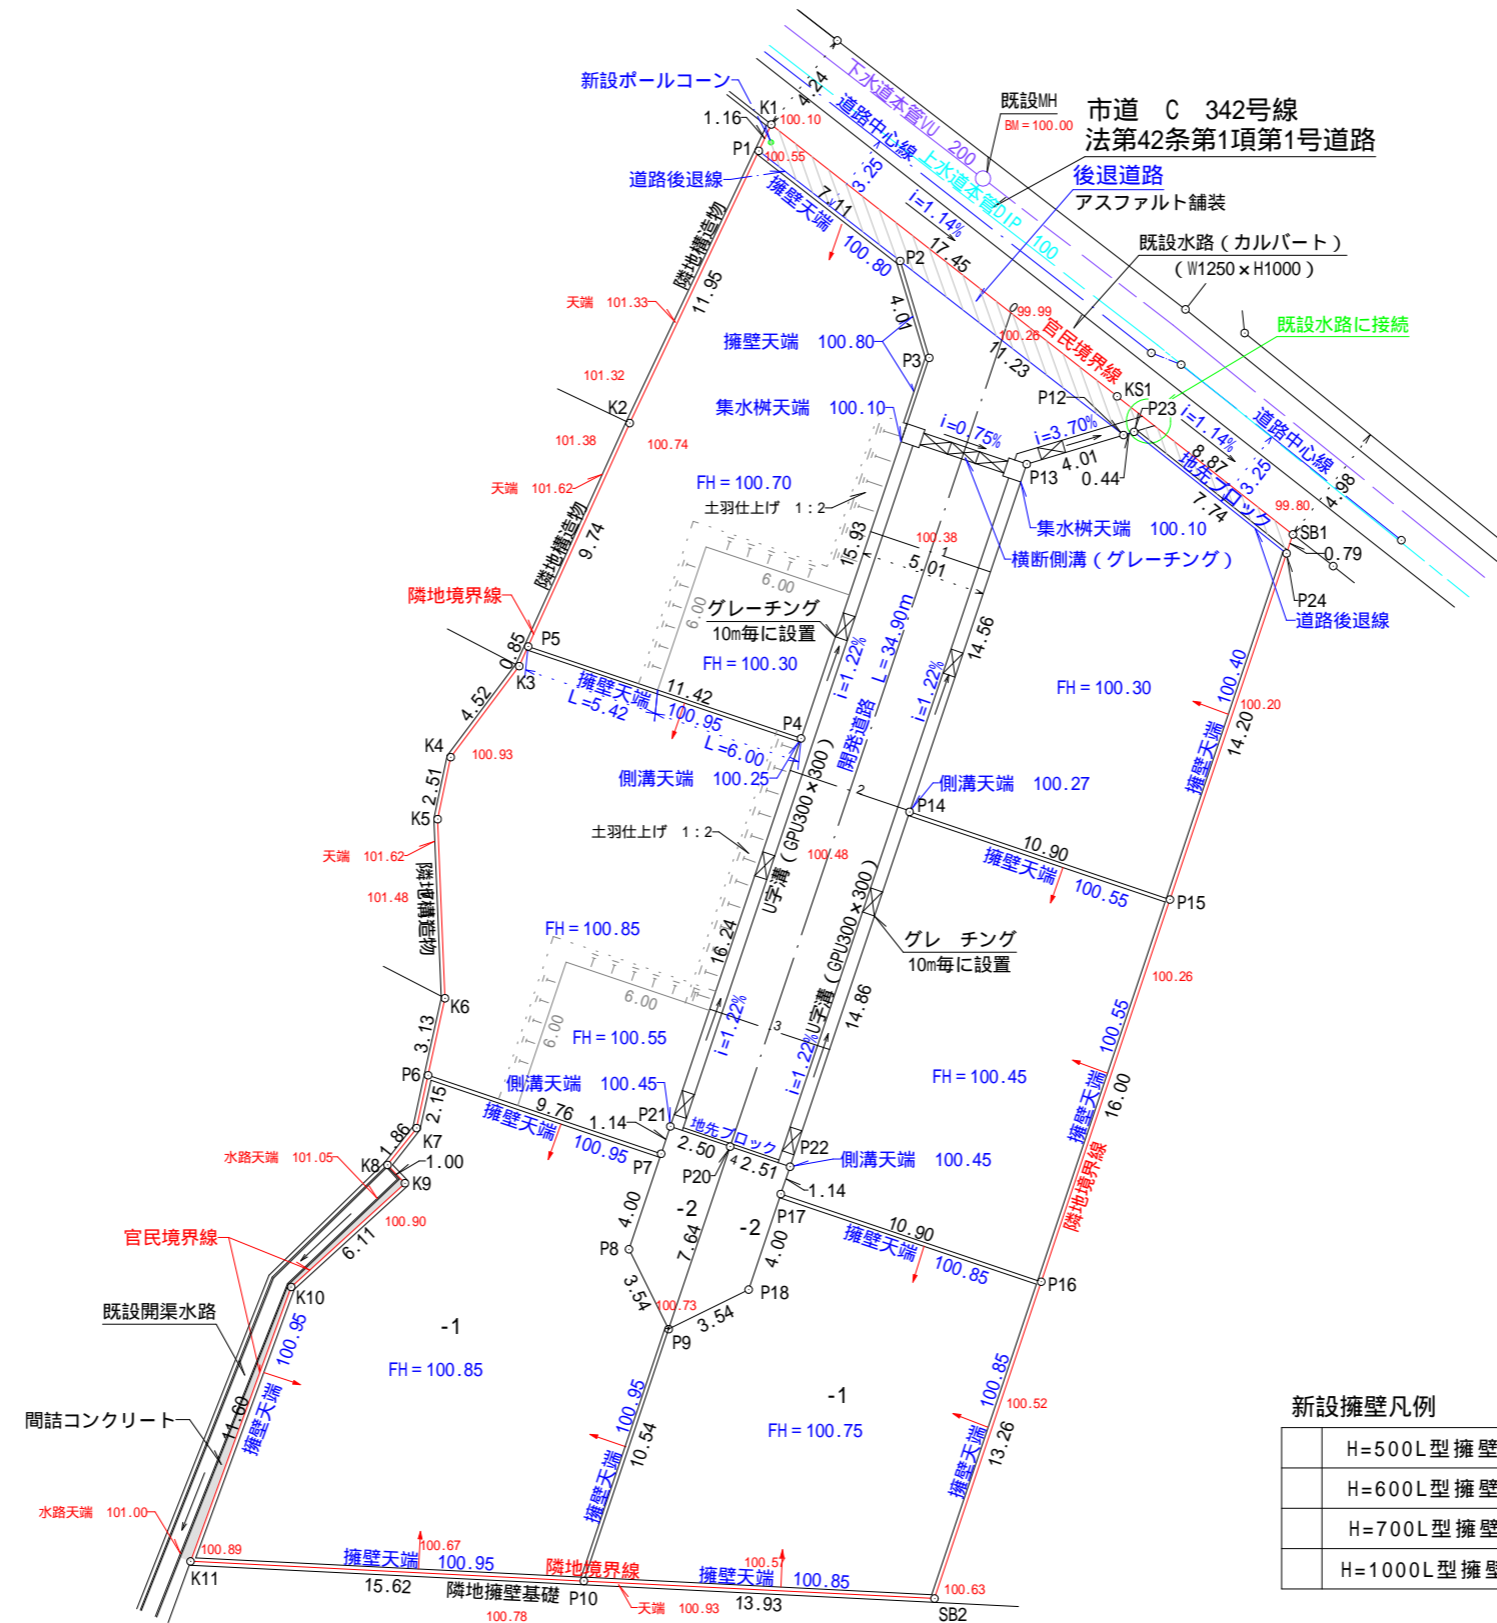 新設ポールコーン
K1
4.24
100.10
1.16
P1
100.55
下水道本管VU 200
道路中心線
上水道本管DIP 100
既設MH
BM=100.00
市道 C 342号線
法第42条第1項第1号道路
後退道路
アスファルト舗装
既設水路(カルバート)
(W1250×H1000)
既設水路に接続
道路後退線
擁壁天端 100.80
7.11
3.25
i=1.14%
17.45
P2
4.01
擁壁天端 100.80
P3
99.99
100.26
官民境界線
11.23
KS1
P12
P23
i=1.14%
道路中心線
8.87
3.25
4.98
地先ブロック
7.74
99.80
SB1
0.79
P24
道路後退線
隣地構造物
11.95
天端 101.33
101.32
K2
101.38
100.74
天端 101.62
隣地構造物
9.74
集水桝天端 100.10
i=0.75%
i=3.70%
4.01
0.44
P13
集水桝天端 100.10
横断側溝(グレーチング)
FH=100.70
土羽仕上げ 1:2
15.93
100.38
1
5.01
6.00
6.00
グレーチング
10m毎に設置
FH=100.30
i=1.22%
開発道路 L=34.90m
14.56
i=1.22%
FH=100.30
擁壁天端 100.40
100.20
14.20
隣地境界線
0.85
P5
K3
擁壁天端 100.95
11.42
L=5.42
L=6.00
P4
4.52
K4
100.93
2.51
K5
側溝天端 100.25
2
P14
側溝天端 100.27
土羽仕上げ 1:2
U字溝(GPU300×300)
100.48
U字溝(GPU300×300)
10.90
擁壁天端 100.55
P15
天端 101.62
101.48
隣地構造物
FH=100.85
16.24
グレ チング
10m毎に設置
100.26
K6
6.00
6.00
3
14.86
3.13
FH=100.55
i=1.22%
i=1.22%
FH=100.45
擁壁天端 100.55
16.00
隣地境界線
P6
2.15
側溝天端 100.45
9.76
擁壁天端 100.95
1.14
P21
地先ブロック
2.50
2.51
4
P20
P22
側溝天端 100.45
1.14
K7
1.86
K8
1.00
K9
水路天端 101.05
100.90
P7
P17
-2
-2
10.90
擁壁天端 100.85
P16
官民境界線
6.11
4.00
7.64
4.00
P8
3.54
P18
3.54
100.73
P9
K10
既設開渠水路
-1
FH=100.85
擁壁天端 100.95
11.60
間詰コンクリート
擁壁天端 100.95
10.54
-1
FH=100.75
擁壁天端 100.85
100.52
13.26
水路天端 101.00
100.89
K11
100.67
擁壁天端 100.95
15.62
隣地擁壁基礎
100.78
隣地境界線
P10
天端 100.93
100.57
擁壁天端 100.85
13.93
100.63
SB2
新設擁壁凡例
H=500L型擁壁
H=600L型擁壁
H=700L型擁壁
H=1000L型擁壁